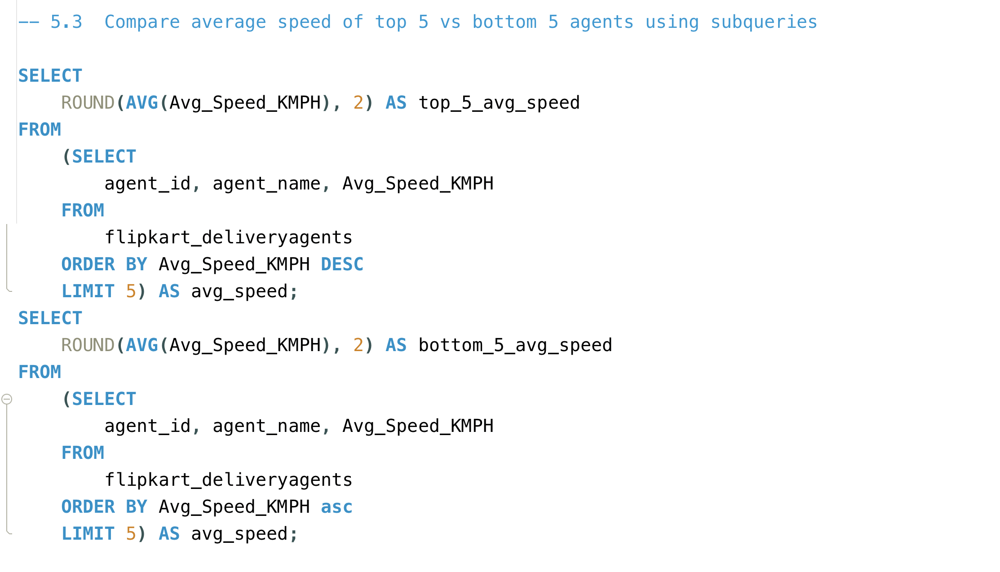 -- 5.3  Compare average speed of top 5 vs bottom 5 agents using subqueries
SELECT
    ROUND(AVG(Avg_Speed_KMPH), 2) AS top_5_avg_speed
FROM
    (SELECT
        agent_id, agent_name, Avg_Speed_KMPH
    FROM
        flipkart_deliveryagents
    ORDER BY Avg_Speed_KMPH DESC
    LIMIT 5) AS avg_speed;
SELECT
    ROUND(AVG(Avg_Speed_KMPH), 2) AS bottom_5_avg_speed
FROM
    (SELECT
        agent_id, agent_name, Avg_Speed_KMPH
    FROM
        flipkart_deliveryagents
    ORDER BY Avg_Speed_KMPH asc
    LIMIT 5) AS avg_speed;